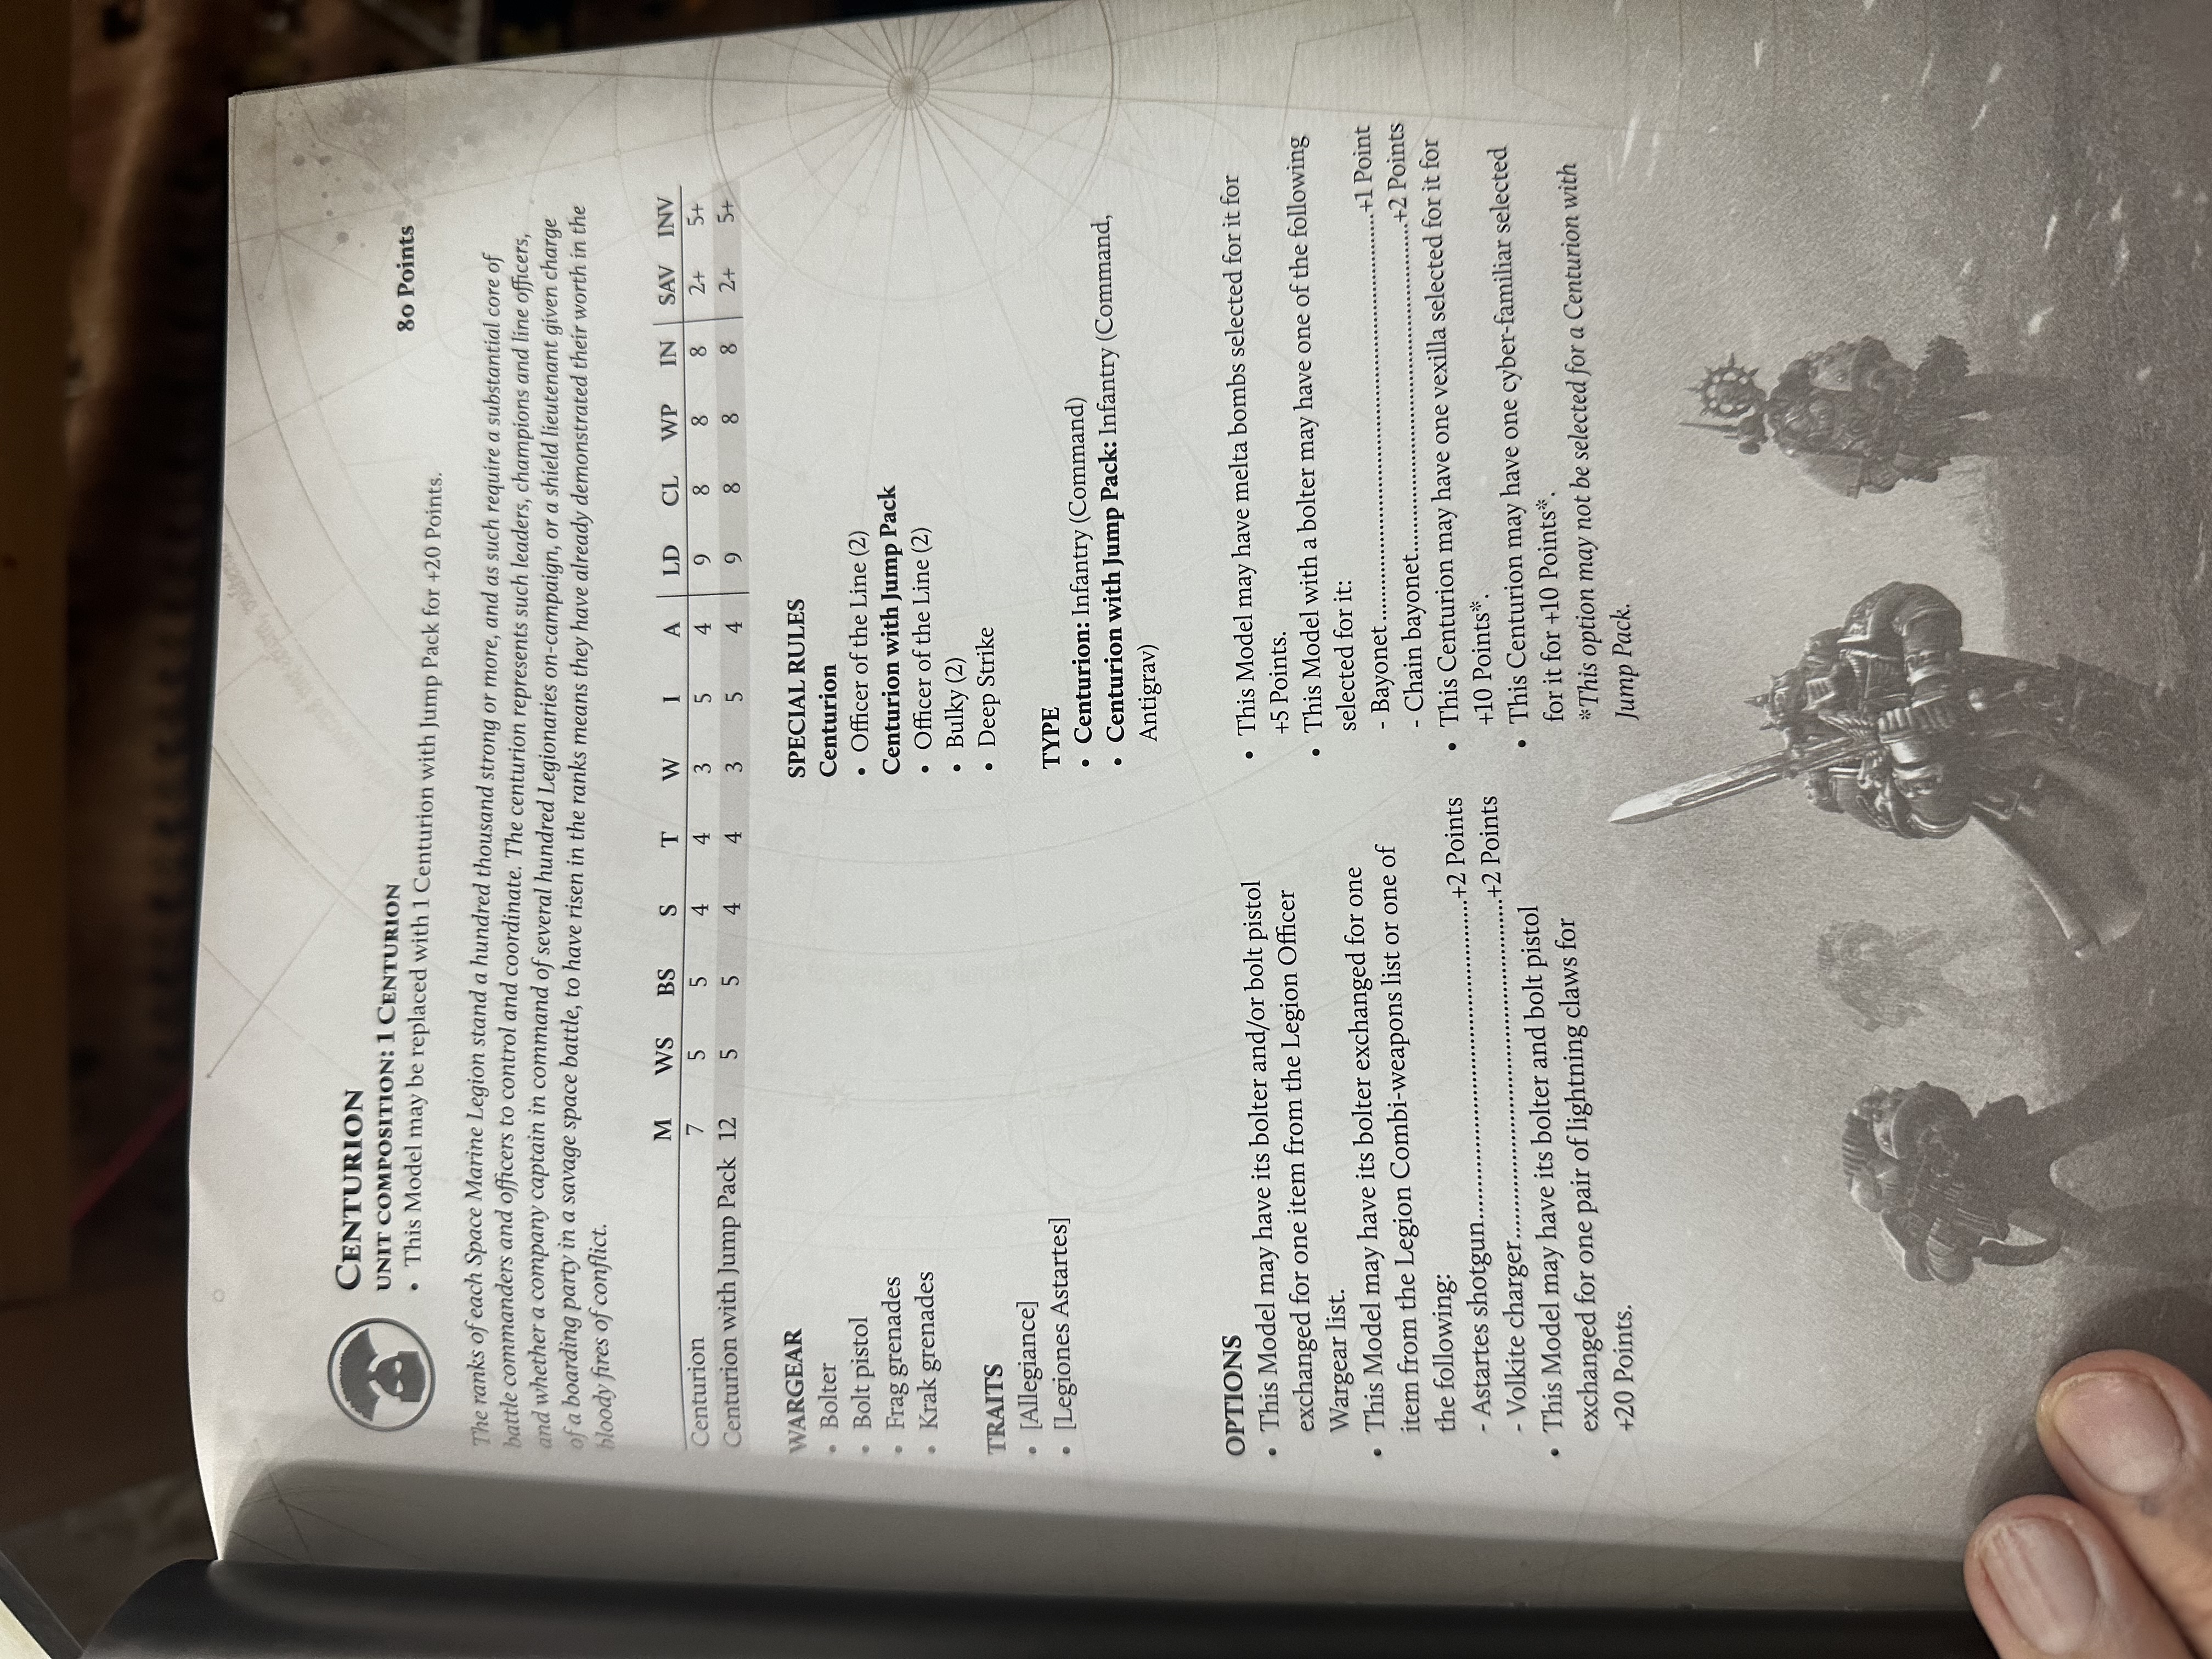 CENTURION
UNIT COMPOSITION: 1 CENTURION
• This Model may be replaced with 1 Centurion with Jump Pack for +20 Points.
80 Points
The ranks of each Space Marine Legion stand a hundred thousand strong or more, and as such require a substantial core of
battle commanders and officers to control and coordinate. The centurion represents such leaders, champions and line officers,
and whether a company captain in command of several hundred Legionaries on-campaign, or a shield lieutenant given charge
of a boarding party in a savage space battle, to have risen in the ranks means they have already demonstrated their worth in the
bloody fires of conflict.
M WS BS S T W I A LD CL WP IN SAV INV
Centurion 7 5 5 4 4 3 5 4 9 8 8 8 2+ 5+
Centurion with Jump Pack 12 5 5 4 4 3 5 4 9 8 8 8 2+ 5+
WARGEAR
• Bolter
• Bolt pistol
• Frag grenades
• Krak grenades
TRAITS
• [Allegiance]
• [Legiones Astartes]
SPECIAL RULES
Centurion
• Officer of the Line (2)
Centurion with Jump Pack
• Officer of the Line (2)
• Bulky (2)
• Deep Strike
TYPE
• Centurion: Infantry (Command)
• Centurion with Jump Pack: Infantry (Command,
Antigrav)
OPTIONS
• This Model may have its bolter and/or bolt pistol
exchanged for one item from the Legion Officer
Wargear list.
• This Model may have its bolter exchanged for one
item from the Legion Combi-weapons list or one of
the following:
- Astartes shotgun..........+2 Points
- Volkite charger..........+2 Points
• This Model may have its bolter and bolt pistol
exchanged for one pair of lightning claws for
+20 Points.
• This Model may have melta bombs selected for it for
+5 Points.
• This Model with a bolter may have one of the following
selected for it:
- Bayonet..........+1 Point
- Chain bayonet..........+2 Points
• This Centurion may have one vexilla selected for it for
+10 Points*.
• This Centurion may have one cyber-familiar selected
for it for +10 Points*.
*This option may not be selected for a Centurion with
Jump Pack.